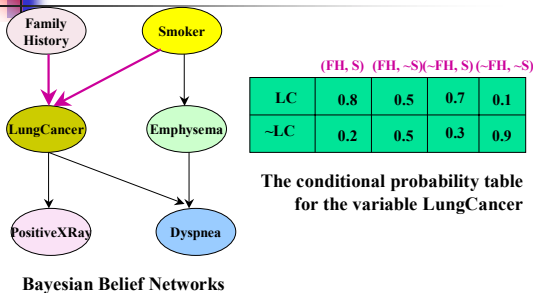 Family
History
Smoker
LungCancer
Emphysema
PositiveXRay
Dyspnea
(FH, S) (FH, ~S)(~FH, S)(~FH, ~S)
LC 0.8 0.5 0.7 0.1
~LC 0.2 0.5 0.3 0.9
The conditional probability table
for the variable LungCancer
Bayesian Belief Networks